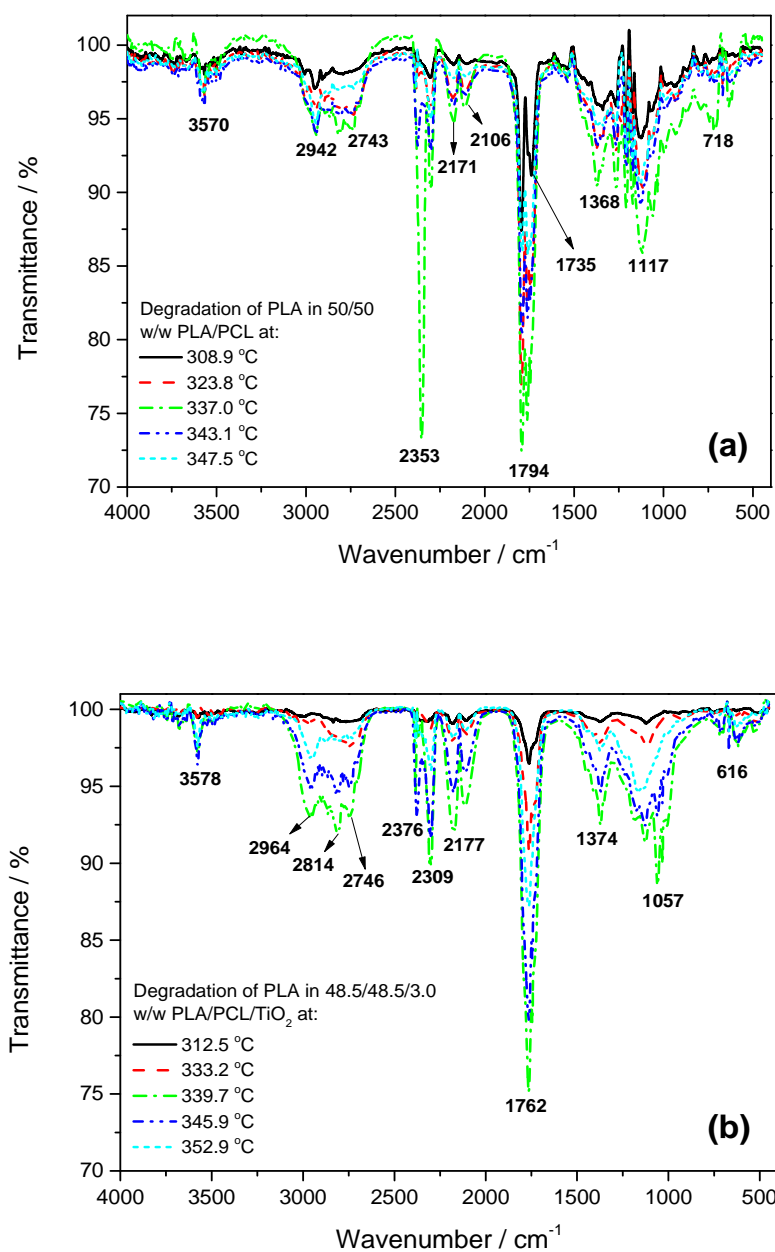 100
95
90
85
80
75
70
Transmittance / %
3570
2942
2743
2171
2106
2353
1794
1735
1368
1117
718
Degradation of PLA in 50/50
w/w PLA/PCL at:
308.9 °C
323.8 °C
337.0 °C
343.1 °C
347.5 °C
(a)
4000 3500 3000 2500 2000 1500 1000 500
Wavenumber / cm⁻¹
100
95
90
85
80
75
70
Transmittance / %
3578
2964
2814
2746
2376
2309
2177
1762
1374
1057
616
Degradation of PLA in 48.5/48.5/3.0
w/w PLA/PCL/TiO₂ at:
312.5 °C
333.2 °C
339.7 °C
345.9 °C
352.9 °C
(b)
4000 3500 3000 2500 2000 1500 1000 500
Wavenumber / cm⁻¹